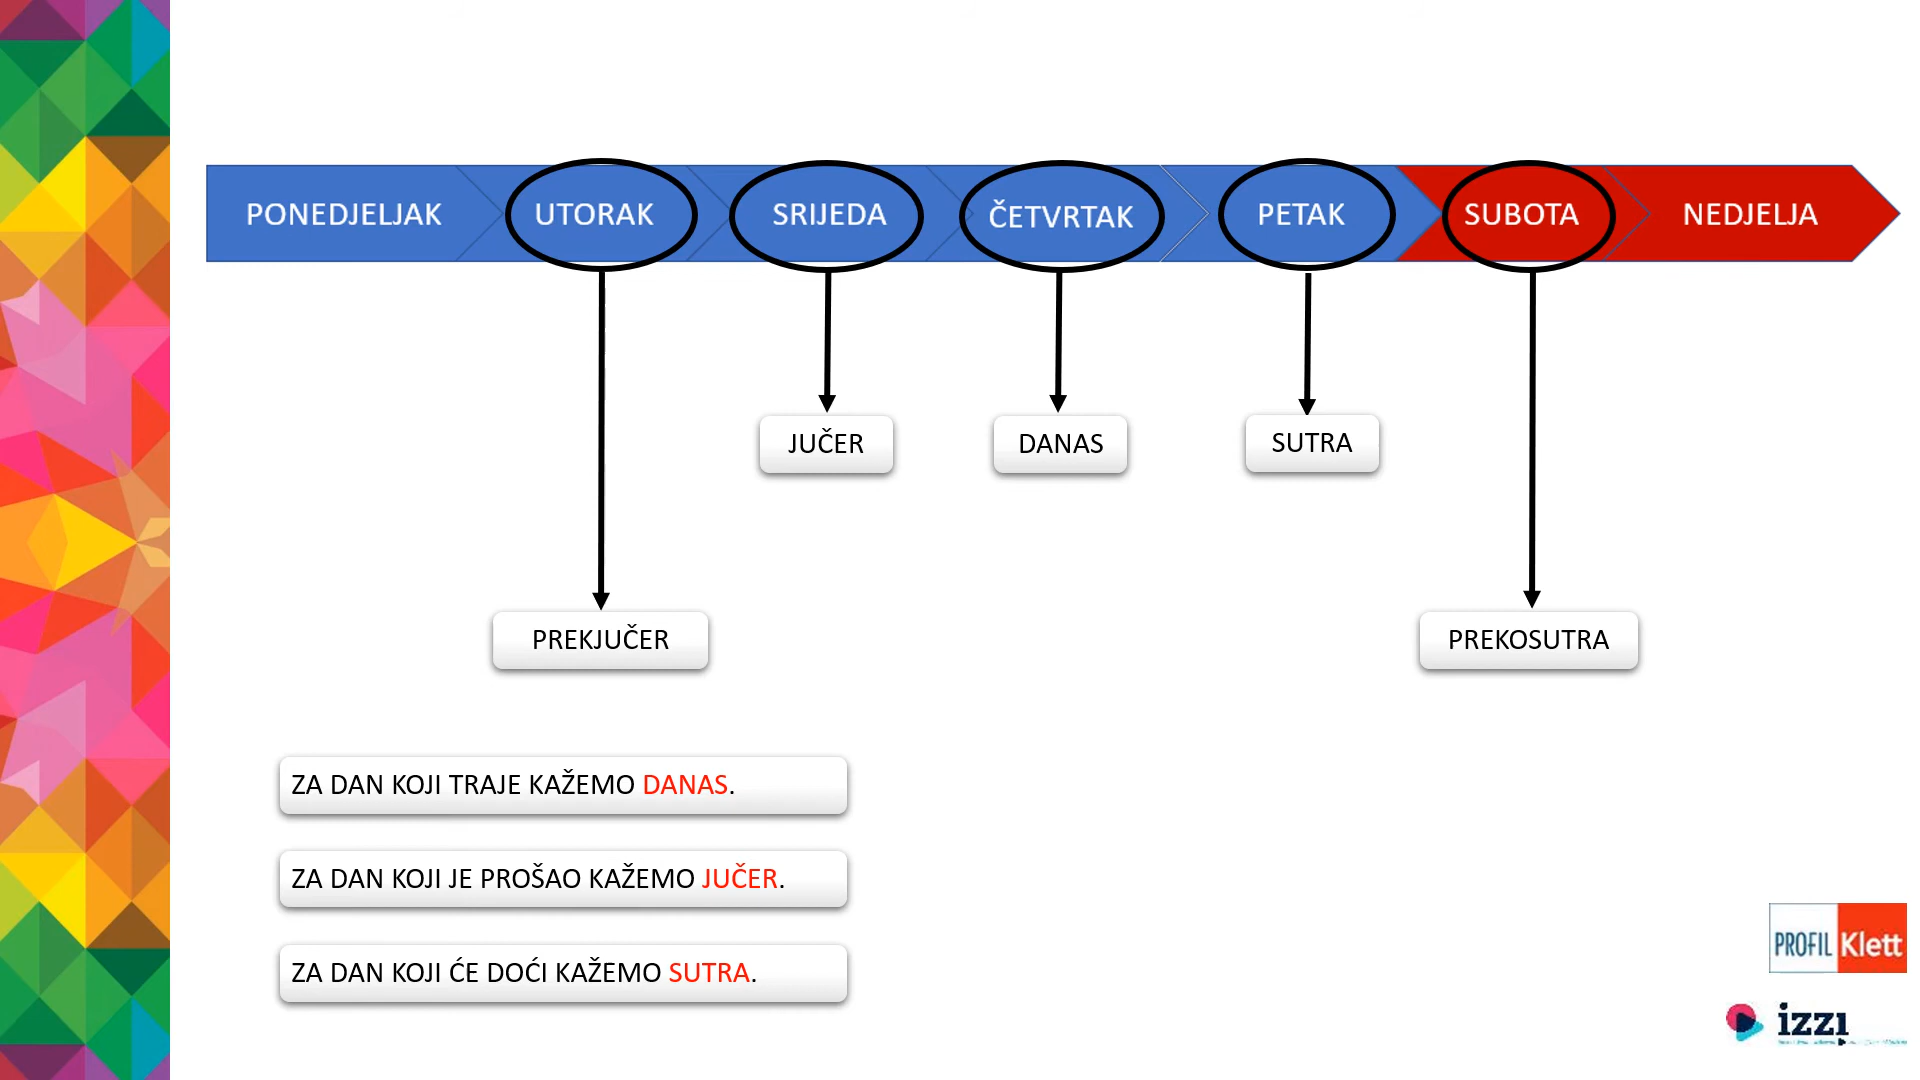 PONEDJELJAK UTORAK SRIJEDA ČETVRTAK PETAK SUBOTA NEDJELJA
JUČER DANAS SUTRA
PREKJUČER PREKOSUTRA
ZA DAN KOJI TRAJE KAŽEMO DANAS.
ZA DAN KOJI JE PROŠAO KAŽEMO JUČER.
ZA DAN KOJI ĆE DOĆI KAŽEMO SUTRA.
PROFIL Klett
izzi